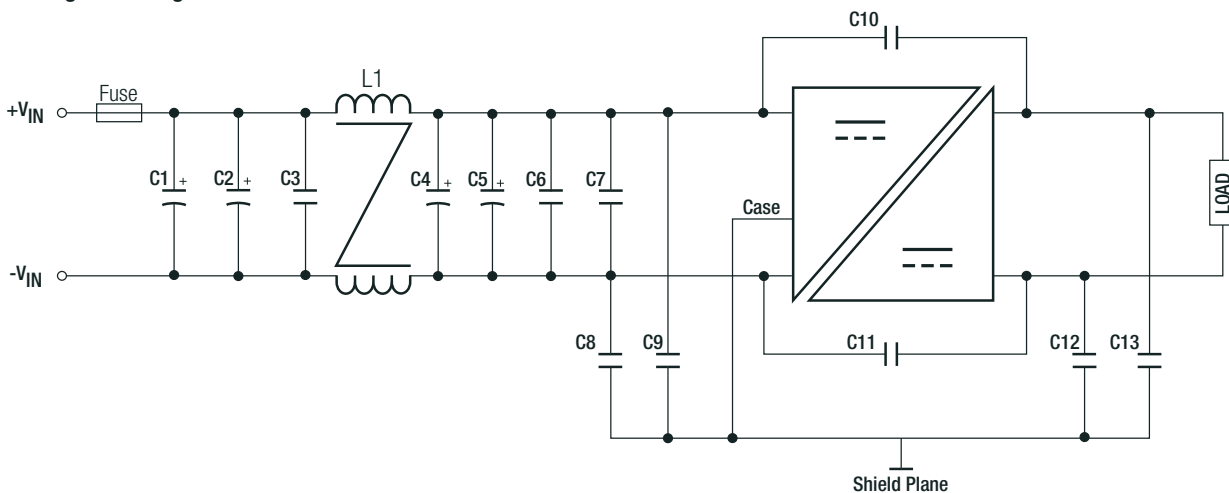 C10
L1
Fuse
+VIN
C1 +
C2 +
C3
C4 +
C5 +
C6
C7
Case
LOAD
-VIN
C8
C9
C11
C12
C13
Shield Plane